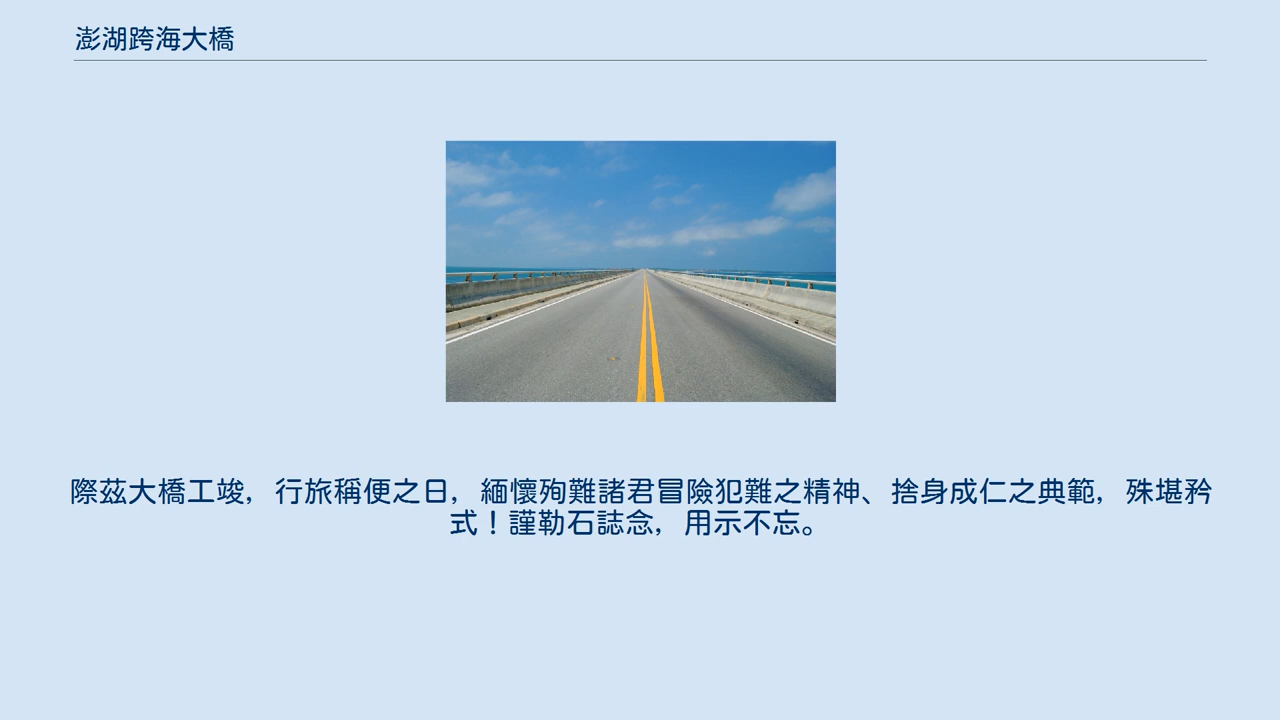 澎湖跨海大橋
際茲大橋工竣，行旅稱便之日，緬懷殉難諸君冒險犯難之精神、捨身成仁之典範，殊堪矜
式！謹勒石誌念，用示不忘。